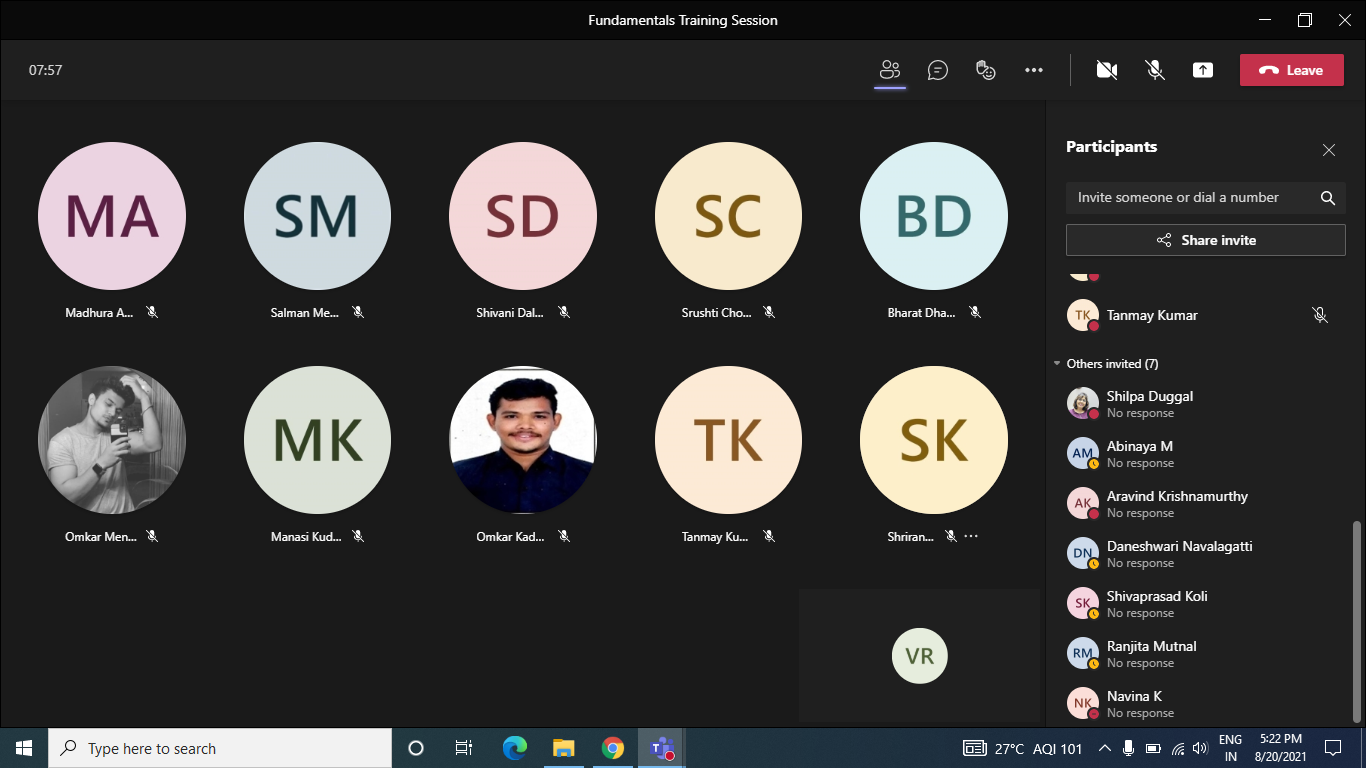 Fundamentals Training Session
07:57
Leave
MA
SM
SD
SC
BD
Madhura A...
Salman Me...
Shivani Dal...
Srushti Cho...
Bharat Dha...
MK
TK
SK
Omkar Men...
Manasi Kud...
Omkar Kad...
Tanmay Ku...
Shriran...
VR
Participants
Invite someone or dial a number
Share invite
TK
Tanmay Kumar
Others invited (7)
Shilpa Duggal
No response
AM
Abinaya M
No response
AK
Aravind Krishnamurthy
No response
DN
Daneshwari Navalagatti
No response
SK
Shivaprasad Koli
No response
RM
Ranjita Mutnal
No response
NK
Navina K
No response
Type here to search
27°C AQI 101
ENG
IN
5:22 PM
8/20/2021